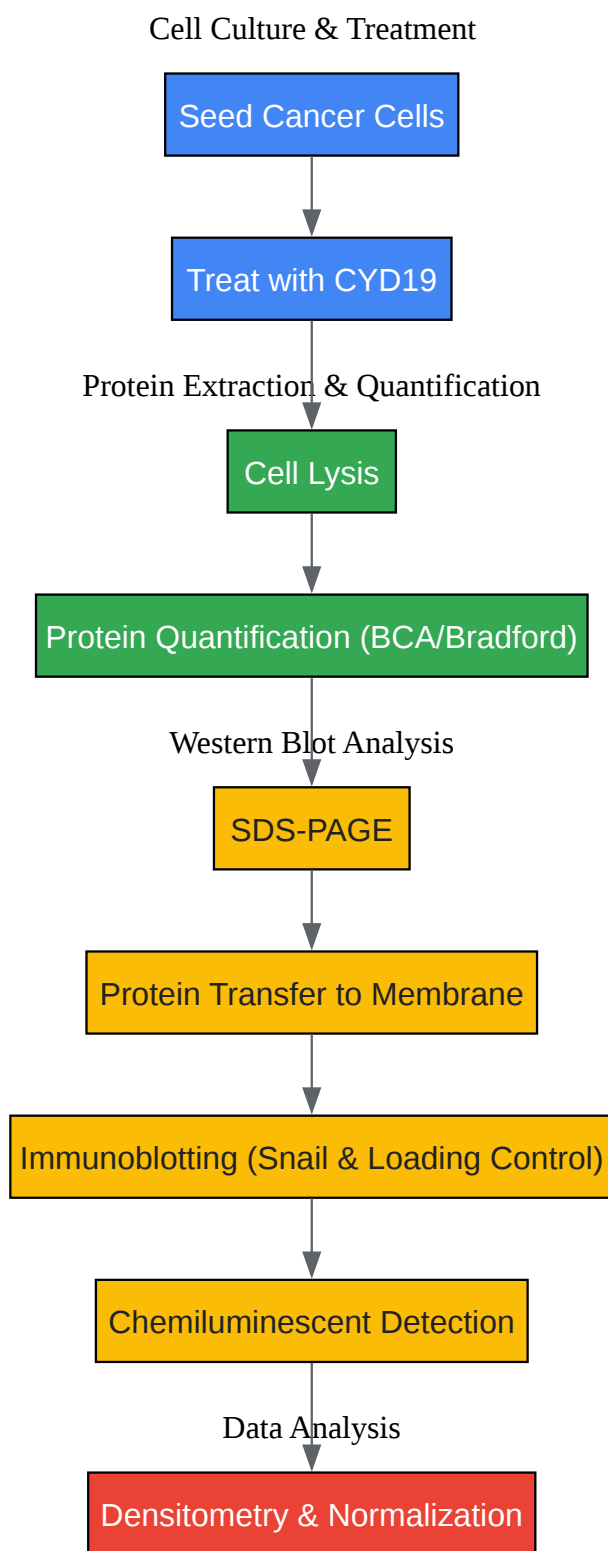 Cell Culture & Treatment
Seed Cancer Cells
Treat with CYD19
Protein Extraction & Quantification
Cell Lysis
Protein Quantification (BCA/Bradford)
Western Blot Analysis
SDS-PAGE
Protein Transfer to Membrane
Immunoblotting (Snail & Loading Control)
Chemiluminescent Detection
Data Analysis
Densitometry & Normalization